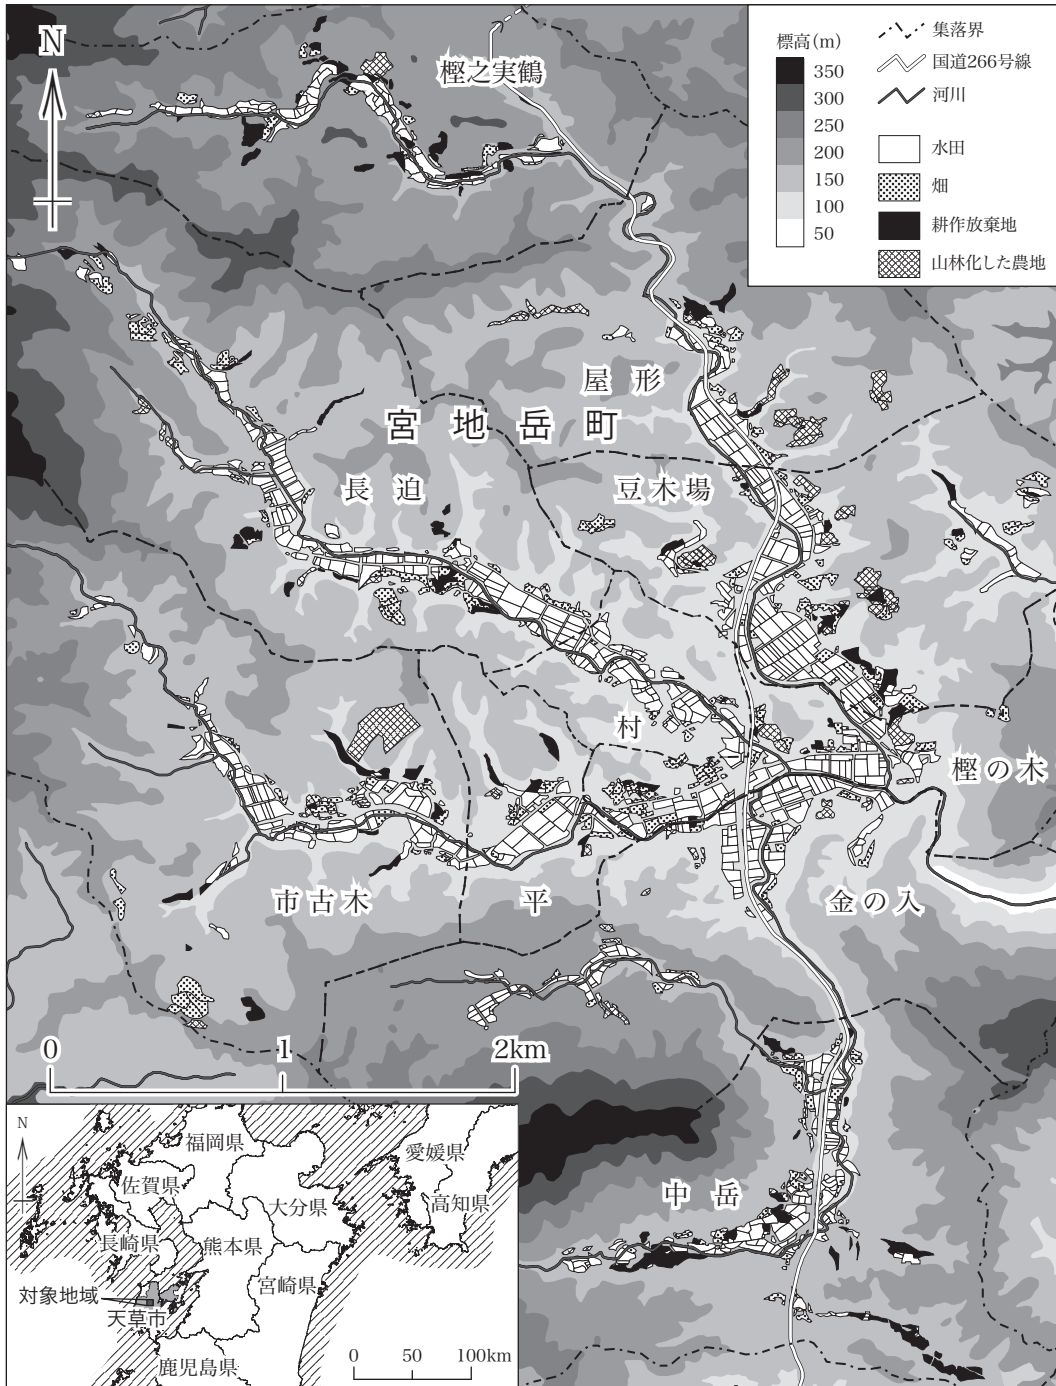 N
樫之実鶴
標高(m)
350
300
250
200
150
100
50
集落界
国道266号線
河川
水田
畑
耕作放棄地
山林化した農地
屋形
宮地岳町
長迫
豆木場
村
樫の木
市古木
平
金の入
中岳
0 1 2km
N
福岡県
佐賀県
長崎県
大分県
熊本県
宮崎県
愛媛県
高知県
対象地域
天草市
鹿児島県
0 50 100km